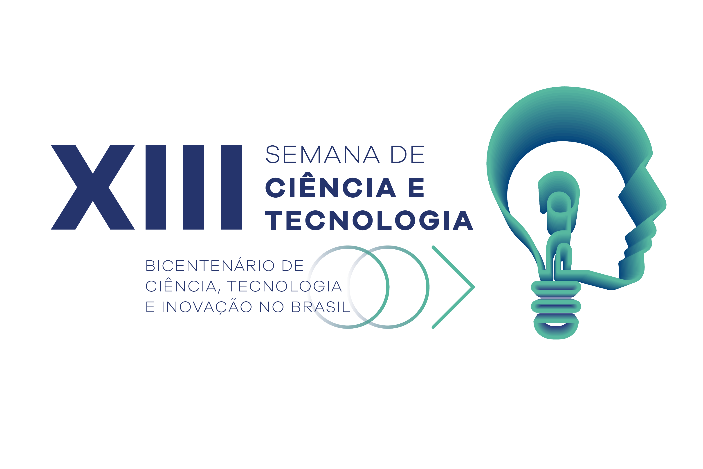 XIII
SEMANA DE
CIÊNCIA E
TECNOLOGIA
BICENTENÁRIO DE
CIÊNCIA, TECNOLOGIA
E INOVAÇÃO NO BRASIL